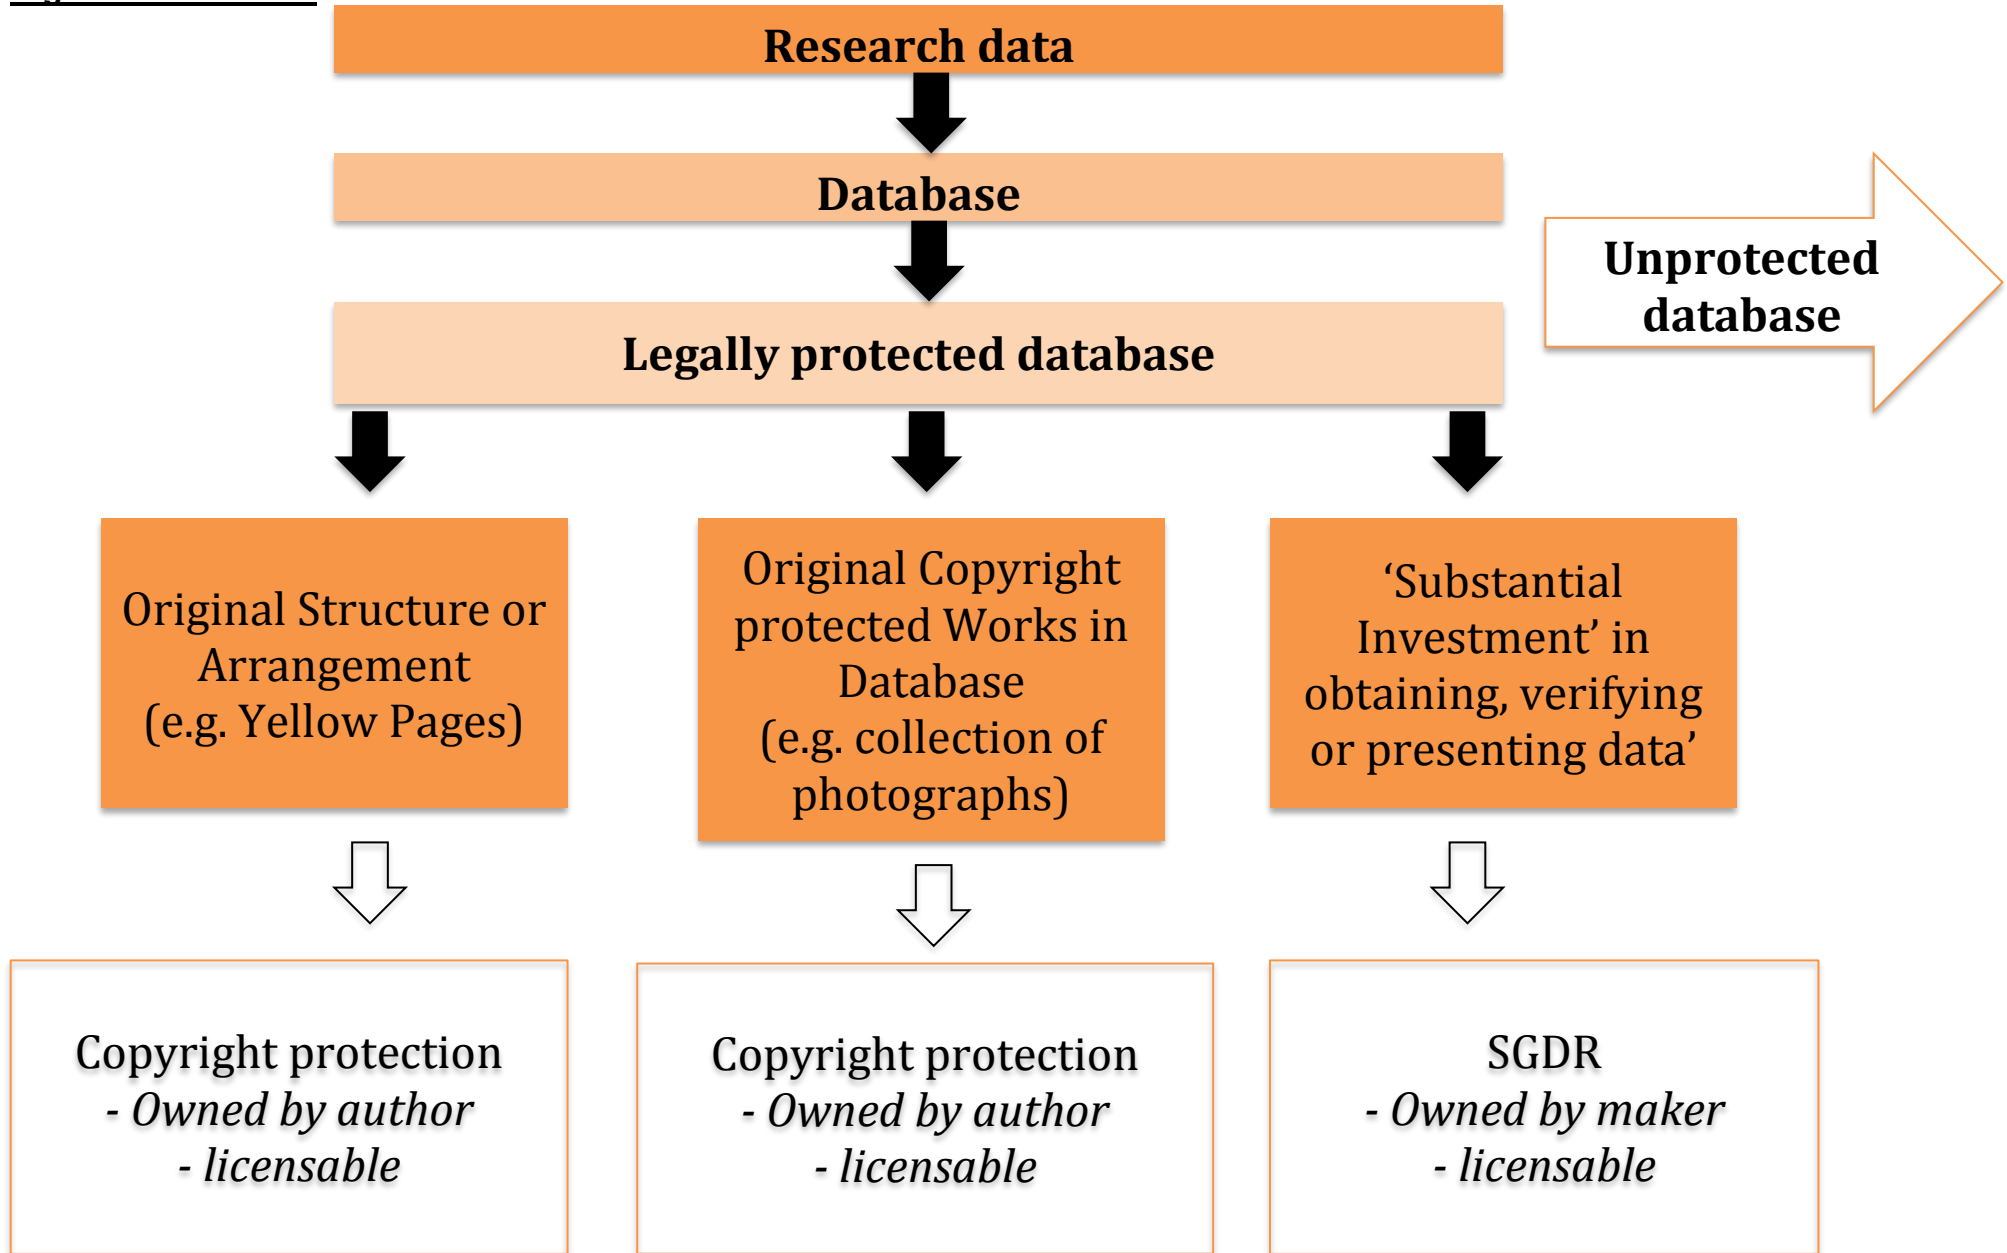 Research data
Database
Unprotected
database
Legally protected database
Original Structure or
Arrangement
(e.g. Yellow Pages)
Original Copyright
protected Works in
Database
(e.g. collection of
photographs)
‘Substantial
Investment’ in
obtaining, verifying
or presenting data’
Copyright protection
- Owned by author
- licensable
Copyright protection
- Owned by author
- licensable
SGDR
- Owned by maker
- licensable